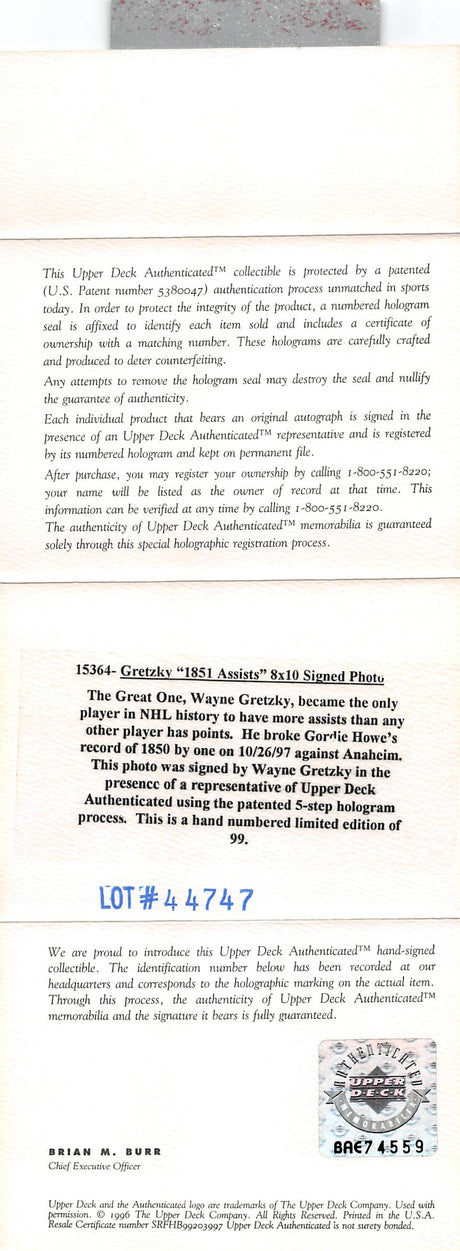 This Upper Deck Authenticated™ collectible is protected by a patented
(U.S. Patent number 5380047) authentication process unmatched in sports
today. In order to protect the integrity of the product, a numbered hologram
seal is affixed to identify each item sold and includes a certificate of
ownership with a matching number. These holograms are carefully crafted
and produced to deter counterfeiting.
Any attempts to remove the hologram seal may destroy the seal and nullify
the guarantee of authenticity.
Each individual product that bears an original autograph is signed in the
presence of an Upper Deck Authenticated™ representative and is registered
by its numbered hologram and kept on permanent file.
After purchase, you may register your ownership by calling 1-800-551-8220;
your name will be listed as the owner of record at that time. This
information can be verified at any time by calling 1-800-551-8220.
The authenticity of Upper Deck Authenticated™ memorabilia is guaranteed
solely through this special holographic registration process.
15364- Gretzky "1851 Assists" 8x10 Signed Photo
The Great One, Wayne Gretzky, became the only
player in NHL history to have more assists than any
other player has points. He broke Gordie Howe's
record of 1850 by one on 10/26/97 against Anaheim.
This photo was signed by Wayne Gretzky in the
presence of a representative of Upper Deck
Authenticated using the patented 5-step hologram
process. This is a hand numbered limited edition of
99.
LOT# 44747
We are proud to introduce this Upper Deck Authenticated™ hand-signed
collectible. The identification number below has been recorded at our
headquarters and corresponds to the holographic marking on the actual item.
Through this process, the authenticity of Upper Deck Authenticated™
memorabilia and the signature it bears is fully guaranteed.
AUTHENTICATED
UPPER
DECK
MEMORABILIA
BAE74559
BRIAN M. BURR
Chief Executive Officer
Upper Deck and the Authenticated logo are trademarks of The Upper Deck Company. Used with
permission. © 1996 The Upper Deck Company. All Rights Reserved. Printed in the U.S.A.
Resale Certificate number SRFHB99203997 Upper Deck Authenticated is not surety bonded.